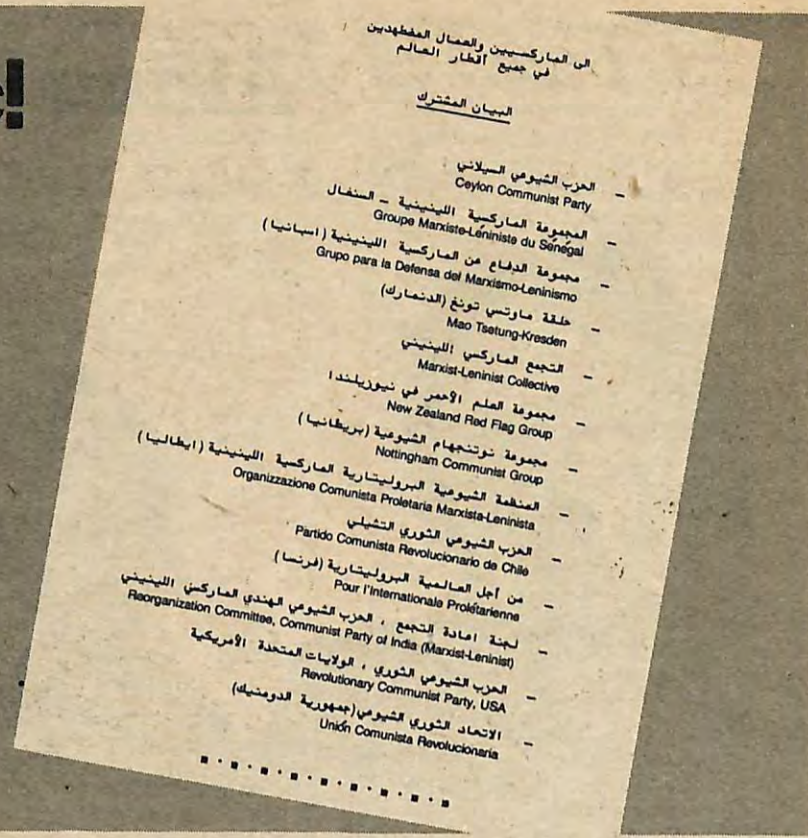 الى الماركسيين والعمال المضطهدين
في جميع أقطار العالم
البيان المشترك
– الحزب الشيوعي السيلاني
Ceylon Communist Party
– المجموعة الماركسية اللينينية – السنغال
Groupe Marxiste-Léniniste du Sénégal
– مجموعة الدفاع عن الماركسية اللينينية (اسبانيا)
Grupo para la Defensa del Marxismo-Leninismo
– حلقة ماوتسي تونغ (الدنمارك)
Mao Tsetung-Kresden
– التجمع الماركسي اللينيني
Marxist-Leninist Collective
– مجموعة العلم الأحمر في نيوزيلندا
New Zealand Red Flag Group
– مجموعة نوتنجهام الشيوعية (بريطانيا)
Nottingham Communist Group
– المنظمة الشيوعية البروليتارية الماركسية اللينينية (ايطاليا)
Organizzazione Comunista Proletaria Marxista-Leninista
– الحزب الشيوعي الثوري التشيلي
Partido Comunista Revolucionario de Chile
– من أجل العالمية البروليتارية (فرنسا)
Pour l'Internationale Prolétarienne
– لجنة اعادة التجمع ، الحزب الشيوعي الهندي الماركسي اللينيني
Reorganization Committee, Communist Party of India (Marxist-Leninist)
– الحزب الشيوعي الثوري ، الولايات المتحدة الأمريكية
Revolutionary Communist Party, USA
– الاتحاد الثوري الشيوعي (جمهورية الدومنيك)
Unión Comunista Revolucionaria